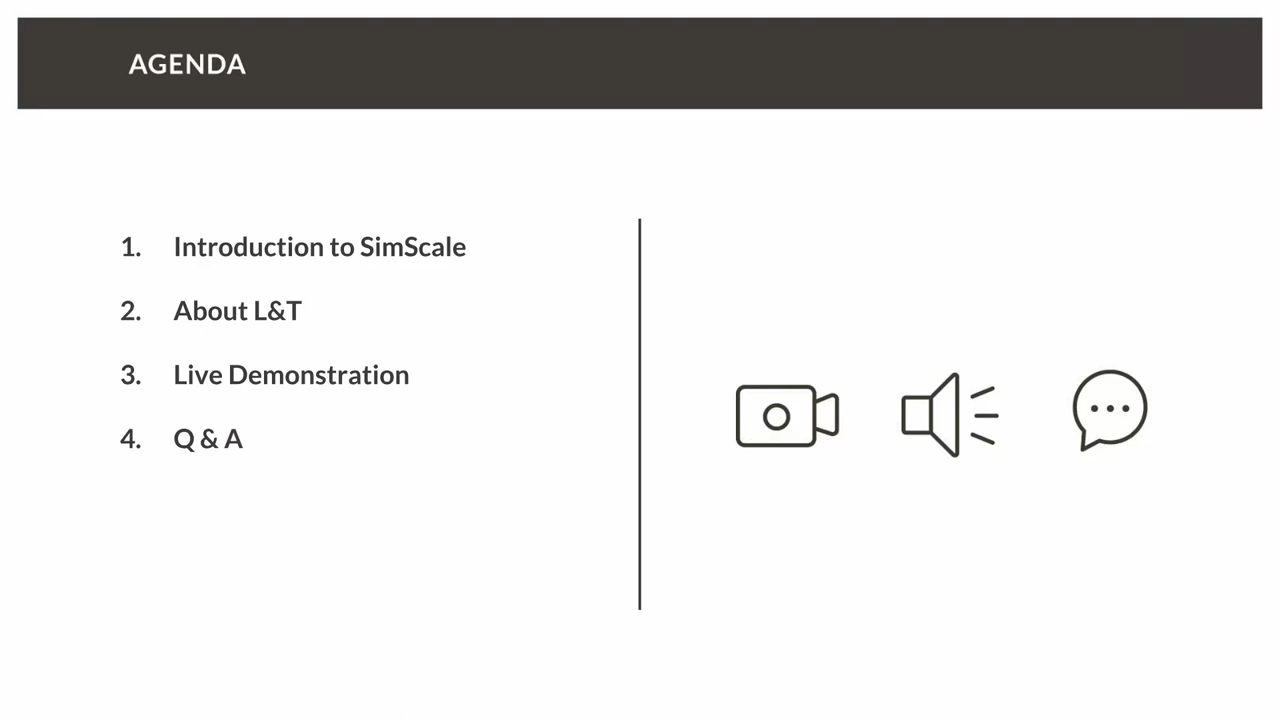 AGENDA
1. Introduction to SimScale
2. About L&T
3. Live Demonstration
4. Q & A